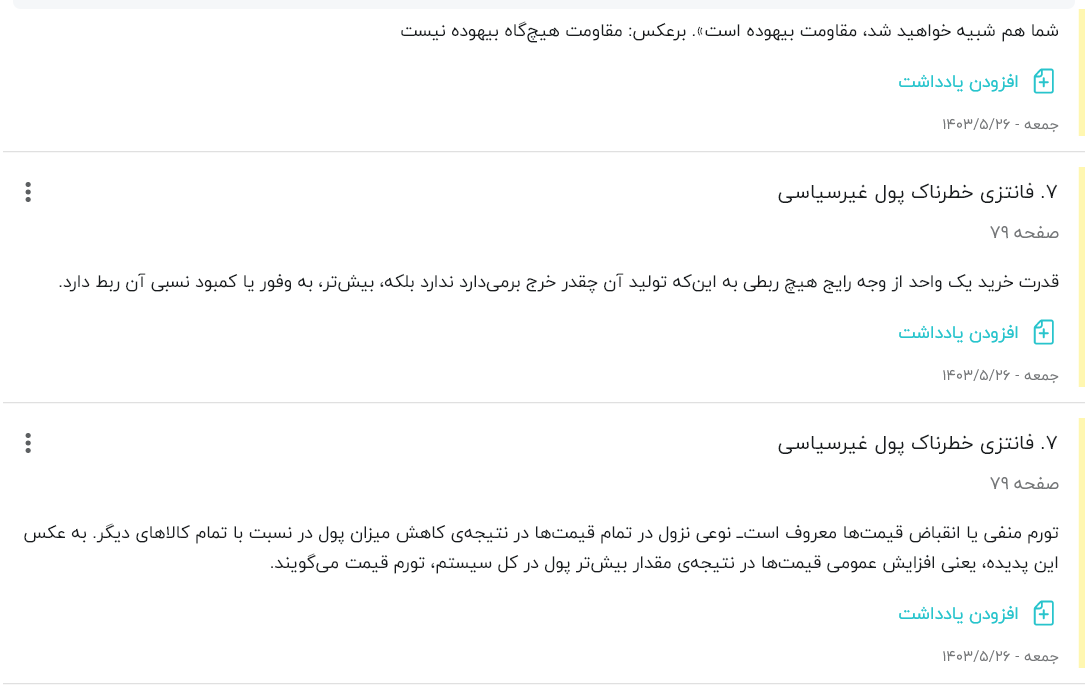 شما هم شبیه خواهید شد، مقاومت بیهوده است». برعکس: مقاومت هیچ‌گاه بیهوده نیست
افزودن یادداشت
جمعه - ۱۴۰۳/۵/۲۶
۷. فانتزی خطرناک پول غیرسیاسی
صفحه ۷۹
قدرت خرید یک واحد از وجه رایج هیچ ربطی به این‌که تولید آن چقدر خرج برمی‌دارد ندارد بلکه، بیش‌تر، به وفور یا کمبود نسبی آن ربط دارد.
افزودن یادداشت
جمعه - ۱۴۰۳/۵/۲۶
۷. فانتزی خطرناک پول غیرسیاسی
صفحه ۷۹
تورم منفی یا انقباض قیمت‌ها معروف است_ نوعی نزول در تمام قیمت‌ها در نتیجه‌ی کاهش میزان پول در نسبت با تمام کالاهای دیگر. به عکس
این پدیده، یعنی افزایش عمومی قیمت‌ها در نتیجه‌ی مقدار بیش‌تر پول در کل سیستم، تورم قیمت می‌گویند.
افزودن یادداشت
جمعه - ۱۴۰۳/۵/۲۶